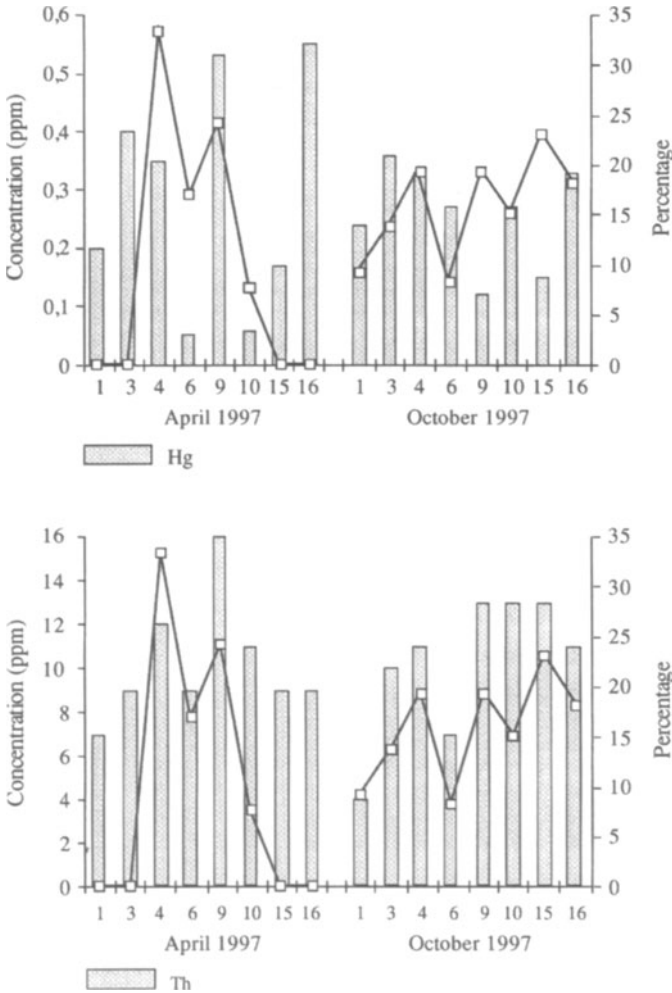 0,6 35
0,5 30
25
0,4
20
0,3
15
0,2
10
0,1
5
0 0
Concentration (ppm)
Percentage
1 3 4 6 9 10 15 16 1 3 4 6 9 10 15 16
April 1997 October 1997
Hg
16 35
14 30
12 25
10
20
8
15
6
10
4
2 5
0 0
Concentration (ppm)
Percentage
1 3 4 6 9 10 15 16 1 3 4 6 9 10 15 16
April 1997 October 1997
Th